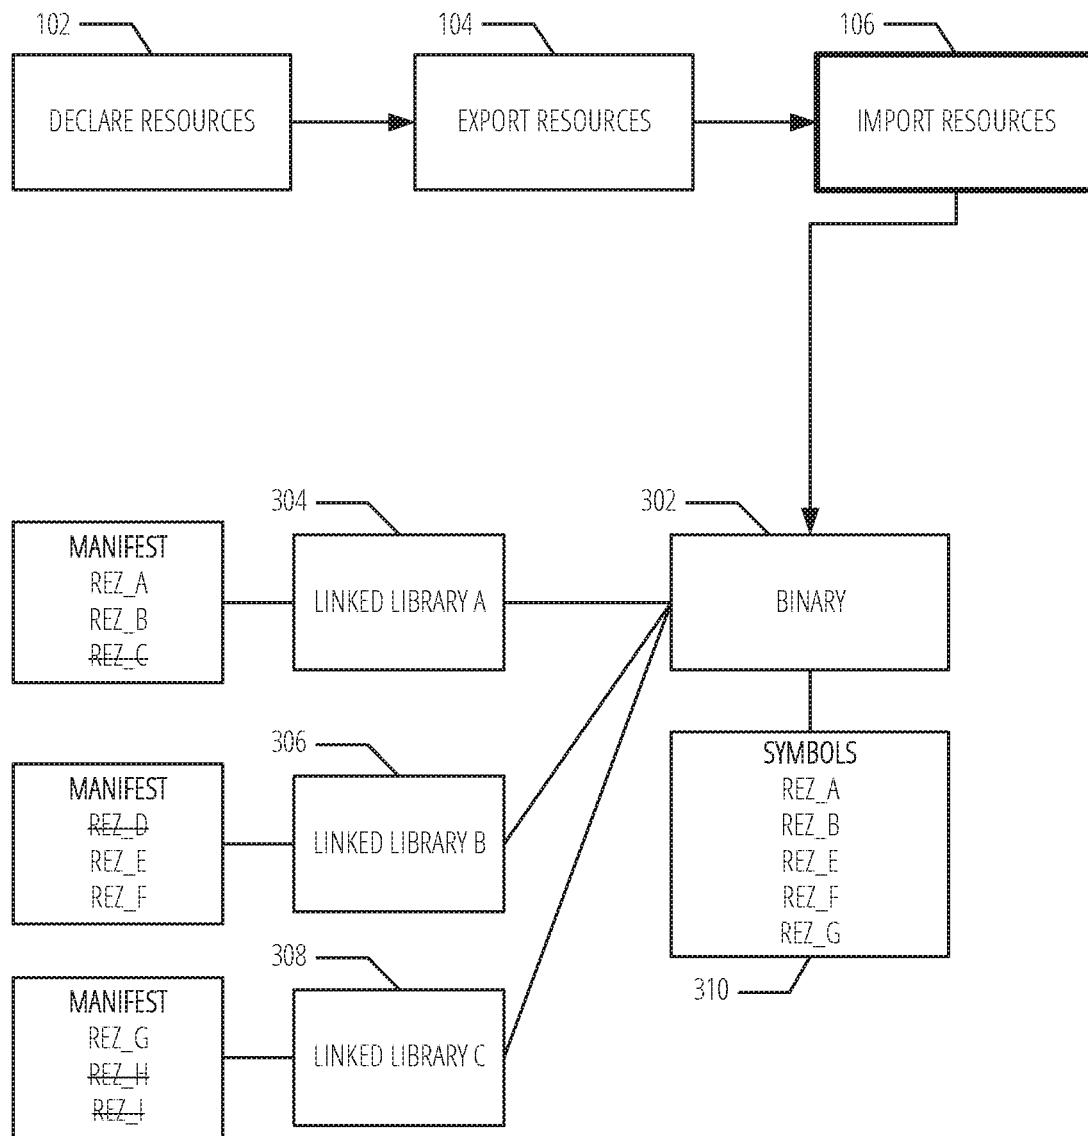 102
104
106
DECLARE RESOURCES
EXPORT RESOURCES
IMPORT RESOURCES
304
302
MANIFEST
REZ_A
REZ_B
REZ_C
LINKED LIBRARY A
BINARY
306
MANIFEST
REZ_D
REZ_E
REZ_F
LINKED LIBRARY B
SYMBOLS
REZ_A
REZ_B
REZ_E
REZ_F
REZ_G
310
308
MANIFEST
REZ_G
REZ_H
REZ_I
LINKED LIBRARY C